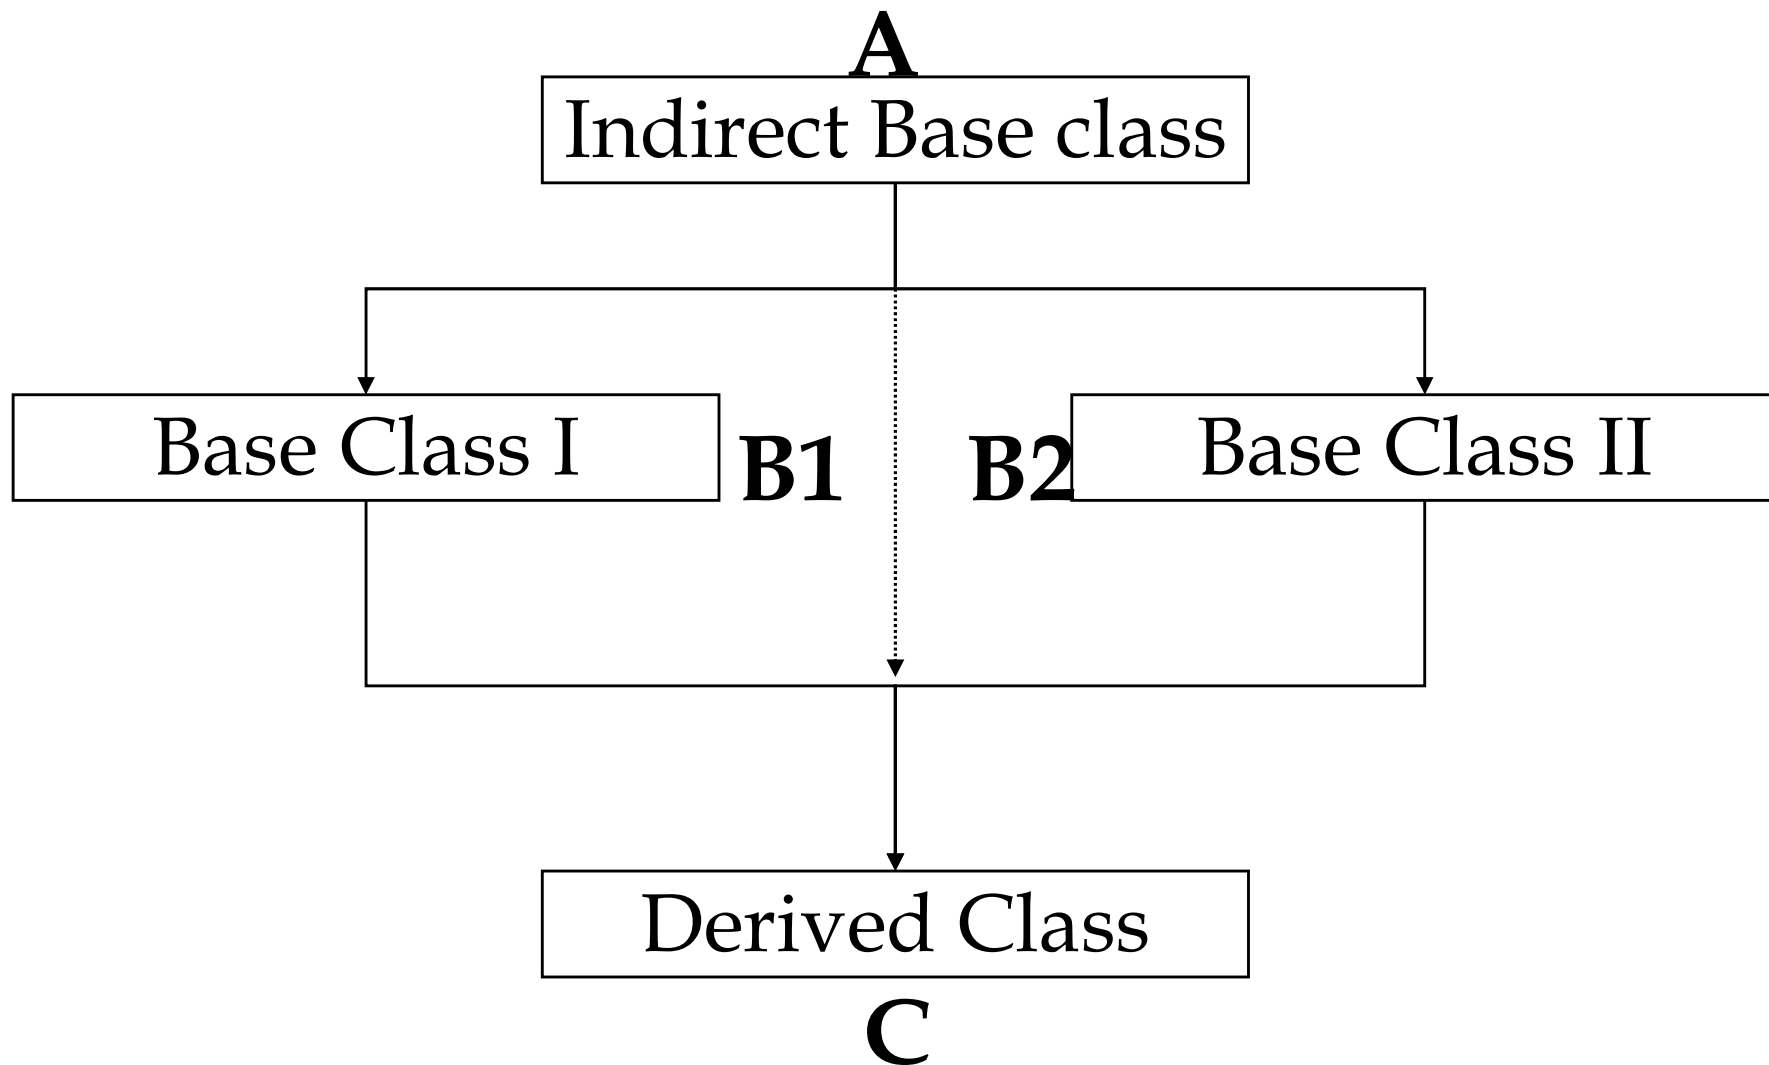 A
Indirect Base class
Base Class I
B1
B2
Base Class II
Derived Class
C